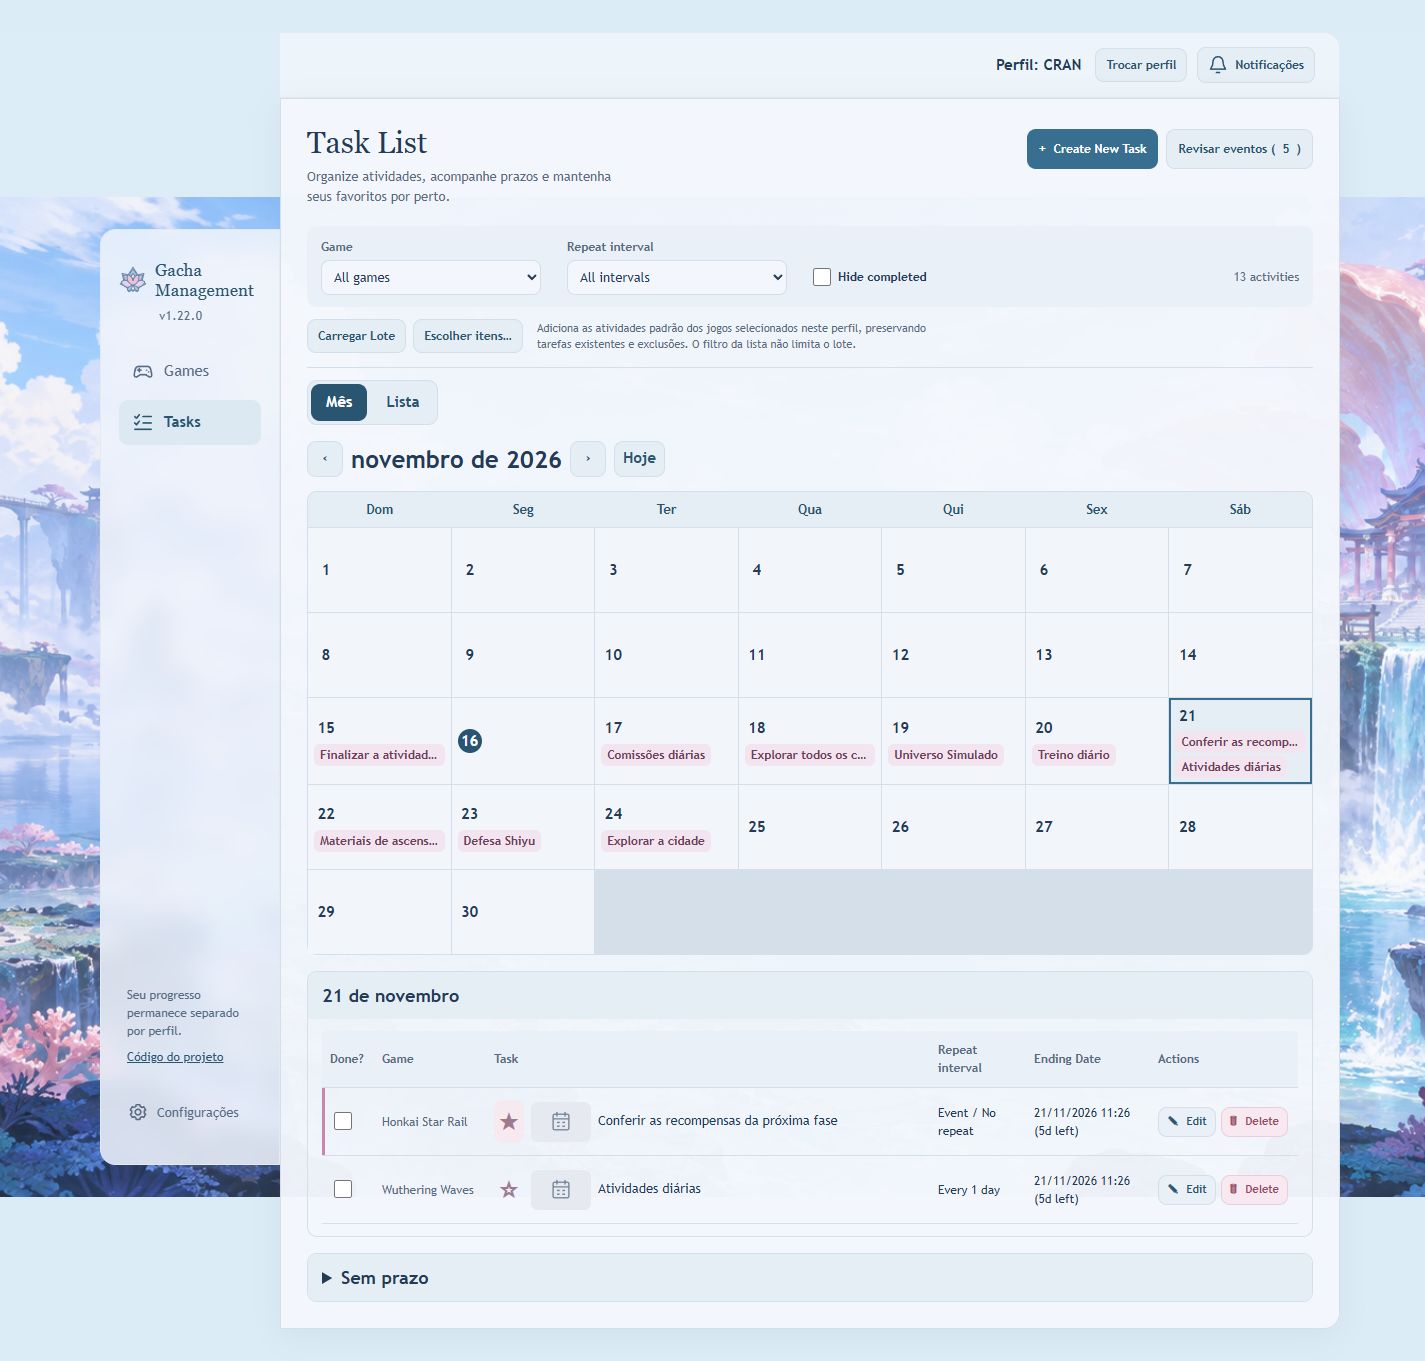 Perfil: CRAN
Trocar perfil
Notificações
Gacha
Management
v1.22.0
Games
Tasks
Seu progresso
permanece separado
por perfil.
Código do projeto
Configurações
Task List
Organize atividades, acompanhe prazos e mantenha
seus favoritos por perto.
+ Create New Task
Revisar eventos ( 5 )
Game
Repeat interval
All games
All intervals
Hide completed
13 activities
Carregar Lote
Escolher itens...
Adiciona as atividades padrão dos jogos selecionados neste perfil, preservando
tarefas existentes e exclusões. O filtro da lista não limita o lote.
Mês
Lista
‹ novembro de 2026 › Hoje
Dom Seg Ter Qua Qui Sex Sáb
1 2 3 4 5 6 7
8 9 10 11 12 13 14
15 16 17 18 19 20 21
Finalizar a atividad... Comissões diárias Explorar todos os c... Universo Simulado Treino diário Conferir as recomp...
Atividades diárias
22 23 24 25 26 27 28
Materiais de ascens... Defesa Shiyu Explorar a cidade
29 30
21 de novembro
Done? Game Task Repeat interval Ending Date Actions
Honkai Star Rail Conferir as recompensas da próxima fase Event / No repeat 21/11/2026 11:26 (5d left) Edit Delete
Wuthering Waves Atividades diárias Every 1 day 21/11/2026 11:26 (5d left) Edit Delete
Sem prazo